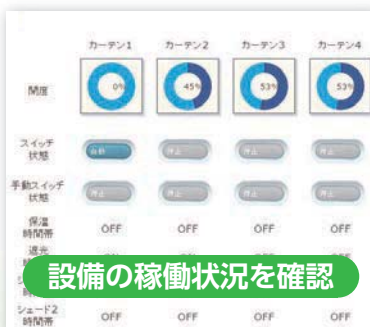 カーテン1 カーテン2 カーテン3 カーテン4
開度 0% 45% 53% 53%
スイッチ
状態 自動 停止 停止 停止
手動スイッチ
状態 停止 停止 停止 停止
保温
時間帯 OFF OFF OFF OFF
遮光
設備の稼働状況を確認
シェード2
時間帯 OFF OFF OFF OFF